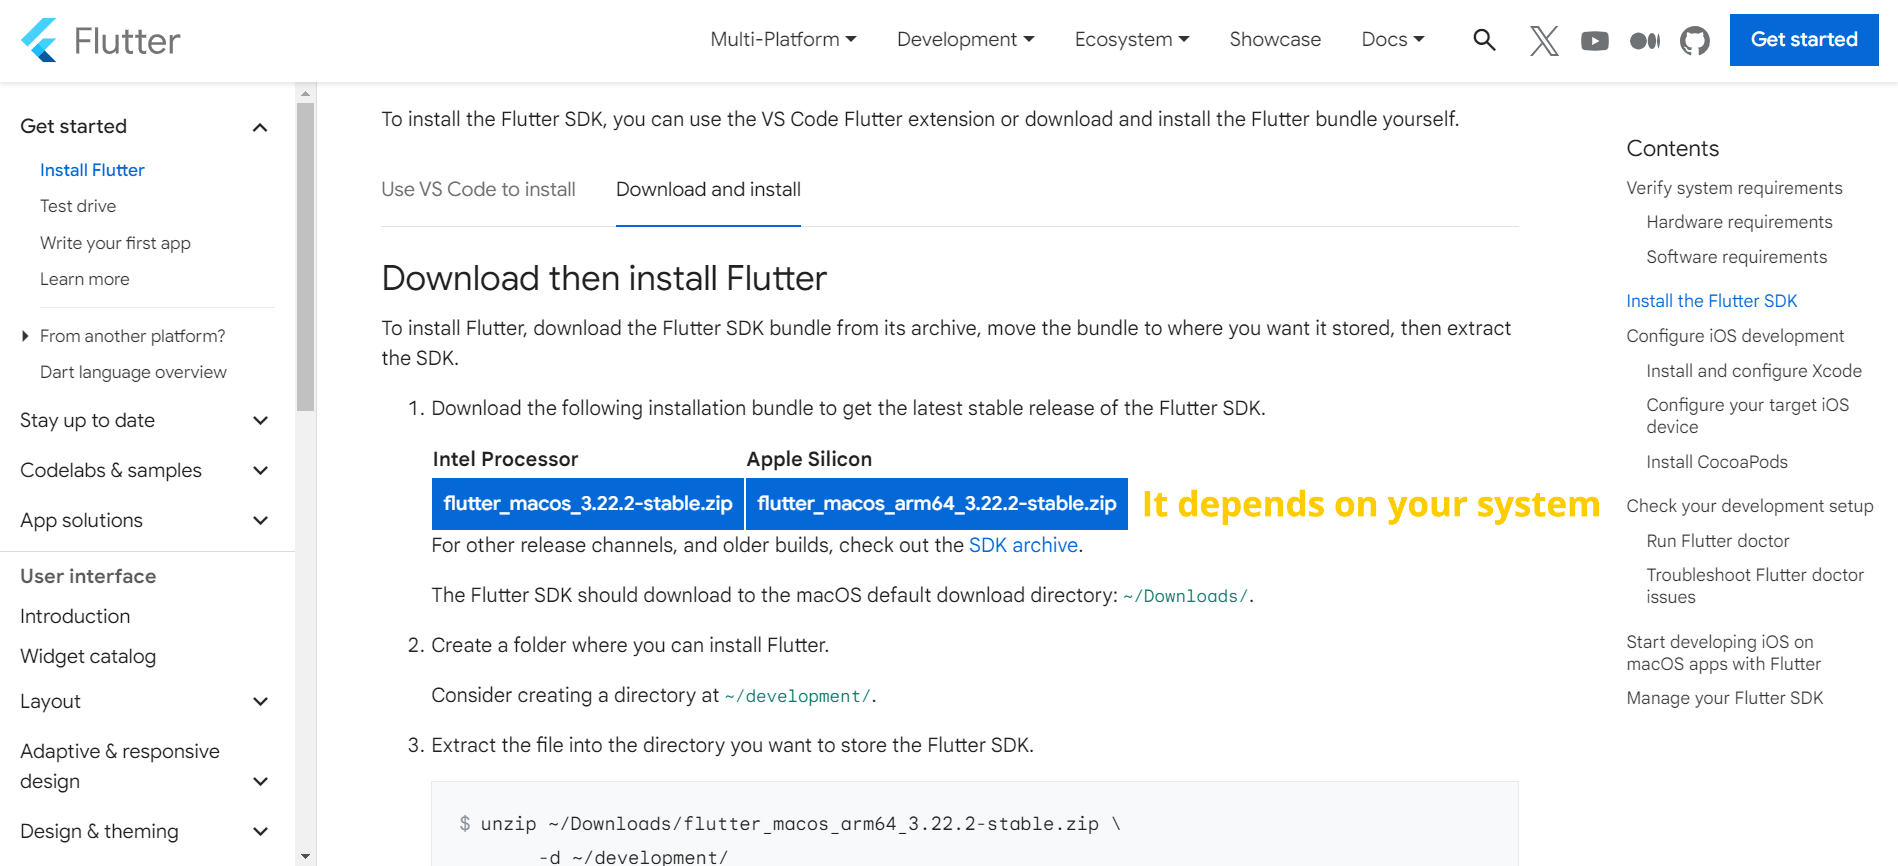 Flutter
Multi-Platform
Development
Ecosystem
Showcase
Docs
Get started
Get started
Install Flutter
Test drive
Write your first app
Learn more
From another platform?
Dart language overview
Stay up to date
Codelabs & samples
App solutions
User interface
Introduction
Widget catalog
Layout
Adaptive & responsive
design
Design & theming
To install the Flutter SDK, you can use the VS Code Flutter extension or download and install the Flutter bundle yourself.
Use VS Code to install
Download and install
Download then install Flutter
To install Flutter, download the Flutter SDK bundle from its archive, move the bundle to where you want it stored, then extract
the SDK.
1. Download the following installation bundle to get the latest stable release of the Flutter SDK.
Intel Processor
Apple Silicon
flutter_macos_3.22.2-stable.zip
flutter_macos_arm64_3.22.2-stable.zip
It depends on your system
For other release channels, and older builds, check out the SDK archive.
The Flutter SDK should download to the macOS default download directory: ~/Downloads/.
2. Create a folder where you can install Flutter.
Consider creating a directory at ~/development/.
3. Extract the file into the directory you want to store the Flutter SDK.
$ unzip ~/Downloads/flutter_macos_arm64_3.22.2-stable.zip \
-d ~/development/
Contents
Verify system requirements
Hardware requirements
Software requirements
Install the Flutter SDK
Configure iOS development
Install and configure Xcode
Configure your target iOS
device
Install CocoaPods
Check your development setup
Run Flutter doctor
Troubleshoot Flutter doctor
issues
Start developing iOS on
macOS apps with Flutter
Manage your Flutter SDK